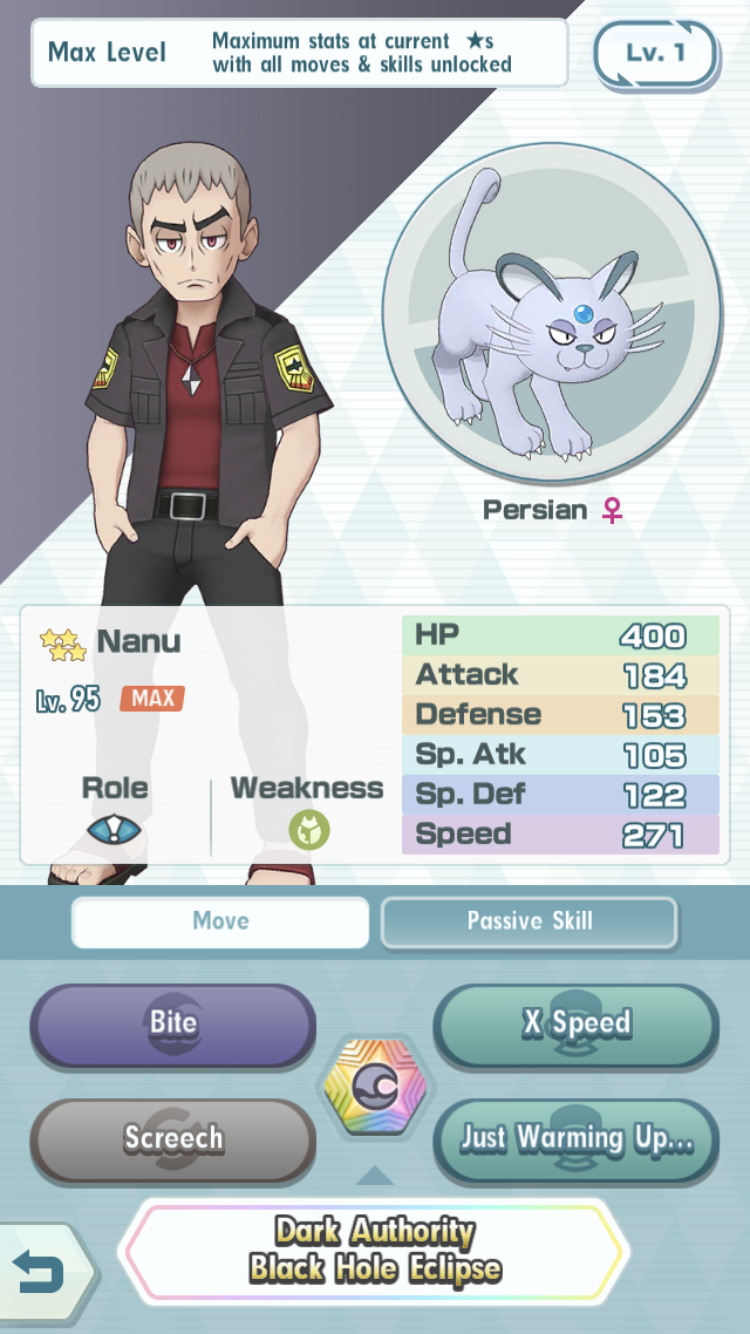 Max Level
Maximum stats at current ★s
with all moves & skills unlocked
Lv. 1
Persian ♀
Nanu
Lv. 95 MAX
Role
Weakness
HP 400
Attack 184
Defense 153
Sp. Atk 105
Sp. Def 122
Speed 271
Move
Passive Skill
Bite
X Speed
Screech
Just Warming Up...
Dark Authority
Black Hole Eclipse